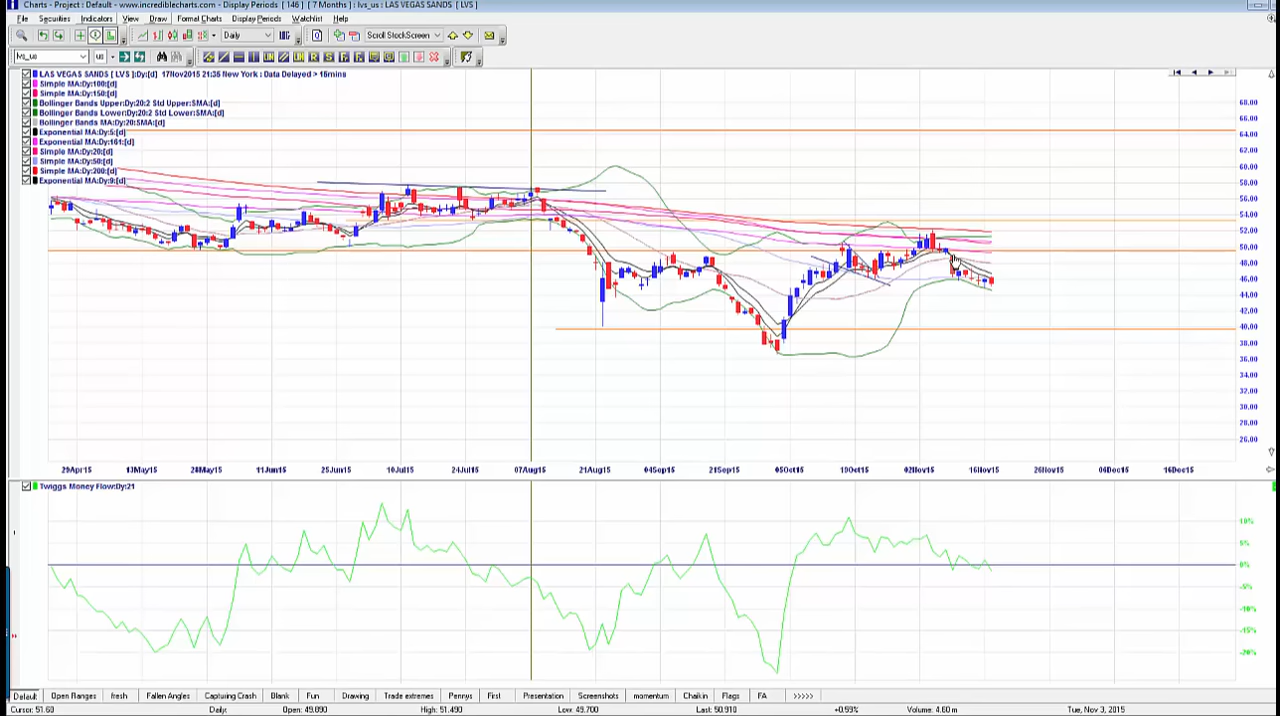 Charts - Project : Default - www.incrediblecharts.com - Display Periods [ 146 ] [ 7 Months ] : lvs_us : LAS VEGAS SANDS [ LVS ]
File Securities Indicators View Draw Format Charts Display Periods Watchlist Help
Daily Scroll StockScreen
lvs_us us
LAS VEGAS SANDS [ LVS ]:Dy:[d] 17Nov2015 21:36 New York : Data Delayed > 15mins
Simple MA:Dy:100:[d]
Simple MA:Dy:150:[d]
Bollinger Bands Upper:Dy:20:2 Std Upper:SMA:[d]
Bollinger Bands Lower:Dy:20:2 Std Lower:SMA:[d]
Bollinger Bands MA:Dy:20:SMA:[d]
Exponential MA:Dy:5:[d]
Exponential MA:Dy:161:[d]
Simple MA:Dy:20:[d]
Simple MA:Dy:50:[d]
Simple MA:Dy:200:[d]
Exponential MA:Dy:9:[d]
68.00
64.00
62.00
60.00
58.00
56.00
54.00
52.00
50.00
48.00
46.00
44.00
42.00
40.00
38.00
36.00
34.00
32.00
30.00
28.00
26.00
29Apr15 13May15 28May15 11Jun15 25Jun15 10Jul15 24Jul15 07Aug15 21Aug15 04Sep15 21Sep15 05Oct15 19Oct15 02Nov15 16Nov15 26Nov15 06Dec15 16Dec15
Twiggs Money Flow:Dy:21
10%
5%
0%
-5%
-10%
-15%
-20%
Default Open Ranges fresh Fallen Angles Capturing Crash Blank Fun Drawing Trade extremes Pennys First Presentation Screenshots momentum Chaikin Flags FA >>>>>
Cursor: 51.60 Daily: Open: 49.890 High: 51.490 Low: 49.700 Last: 50.910 +0.59% Volume: 4.60 m Tue, Nov 3, 2015